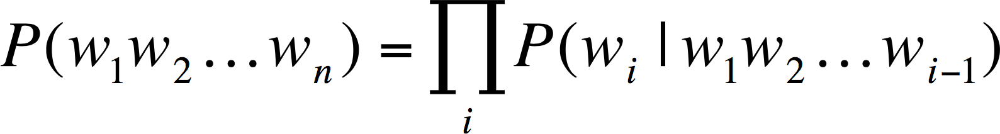 P(w₁w₂…wₙ) = ∏ᵢ P(wᵢ | w₁w₂…wᵢ₋₁)